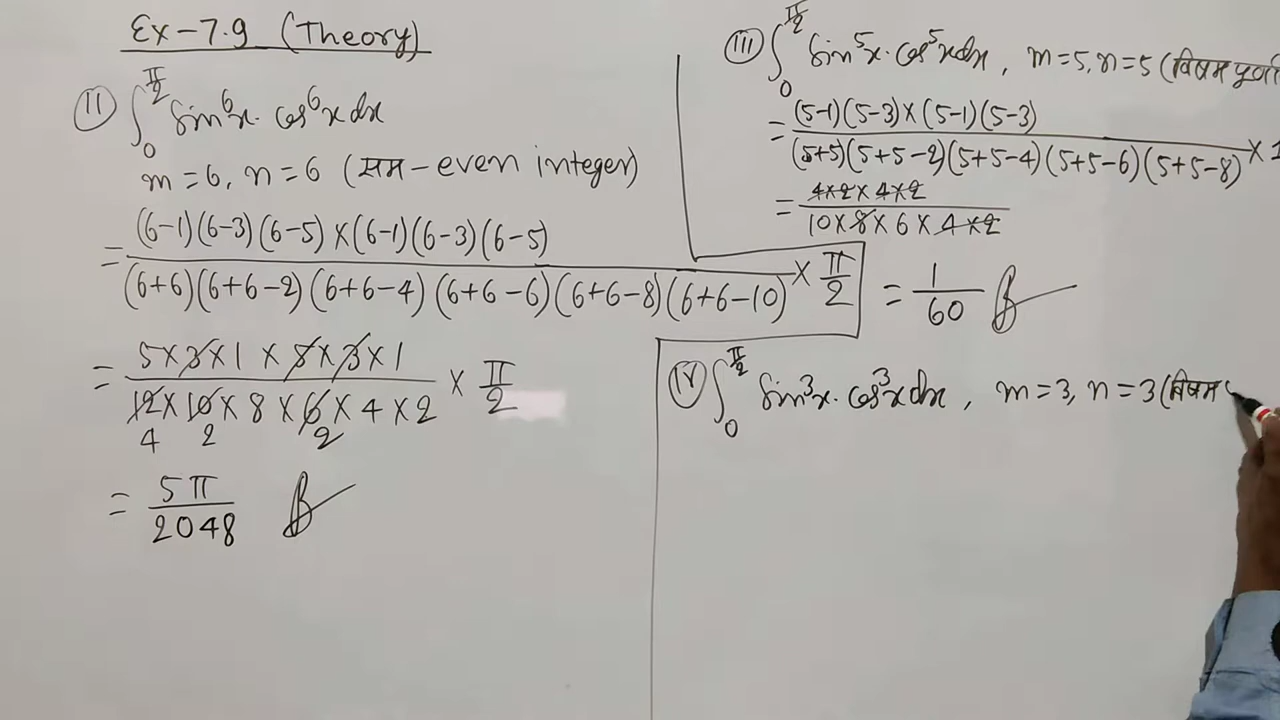 Ex-7.9 (Theory)
(II) ∫₀^(π/2) sin⁶x. cos⁶x dx
m=6, n=6 (सम-even integer)
= (6-1)(6-3)(6-5)×(6-1)(6-3)(6-5) / (6+6)(6+6-2)(6+6-4)(6+6-6)(6+6-8)(6+6-10) × π/2
= 5×3×1×5×3×1 / 12×10×8×6×4×2 × π/2
4 2 2
= 5π/2048
(III) ∫₀^(π/2) sin⁵x. cos⁵x dx, m=5, n=5 (विषम
= (5-1)(5-3)×(5-1)(5-3) / (5+5)(5+5-2)(5+5-4)(5+5-6)(5+5-8) × 1
= 4×2×4×2 / 10×8×6×4×2
= 1/60
(IV) ∫₀^(π/2) sin³x. cos³x dx, m=3, n=3 (विषम